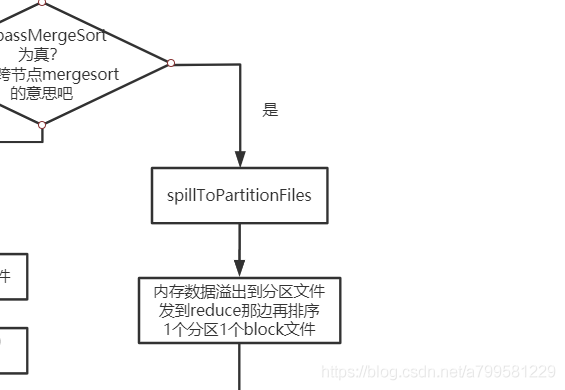 passMergeSort
为真?
跨节点mergesort
的意思吧
是
spillToPartitionFiles
件
内存数据溢出到分区文件
发到reduce那边再排序
1个分区1个block文件
https://blog.csdn.net/a799581229